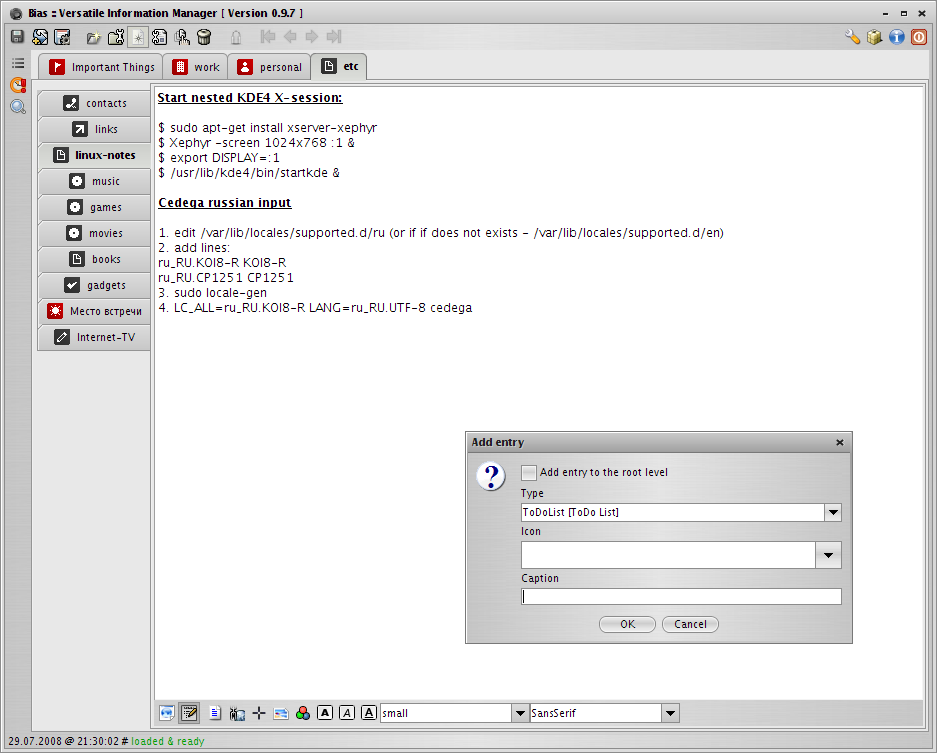 Bias :: Versatile Information Manager [ Version 0.9.7 ]
Important Things
work
personal
etc
contacts
links
linux-notes
music
games
movies
books
gadgets
Место встречи
Internet-TV
Start nested KDE4 X-session:
$ sudo apt-get install xserver-xephyr
$ Xephyr -screen 1024x768 :1 &
$ export DISPLAY=:1
$ /usr/lib/kde4/bin/startkde &
Cedega russian input
1. edit /var/lib/locales/supported.d/ru (or if if does not exists - /var/lib/locales/supported.d/en)
2. add lines:
ru_RU.KOI8-R KOI8-R
ru_RU.CP1251 CP1251
3. sudo locale-gen
4. LC_ALL=ru_RU.KOI8-R LANG=ru_RU.UTF-8 cedega
Add entry
Add entry to the root level
Type
ToDoList [ToDo List]
Icon
Caption
OK
Cancel
A A A
small
SansSerif
29.07.2008 @ 21:30:02 # loaded & ready